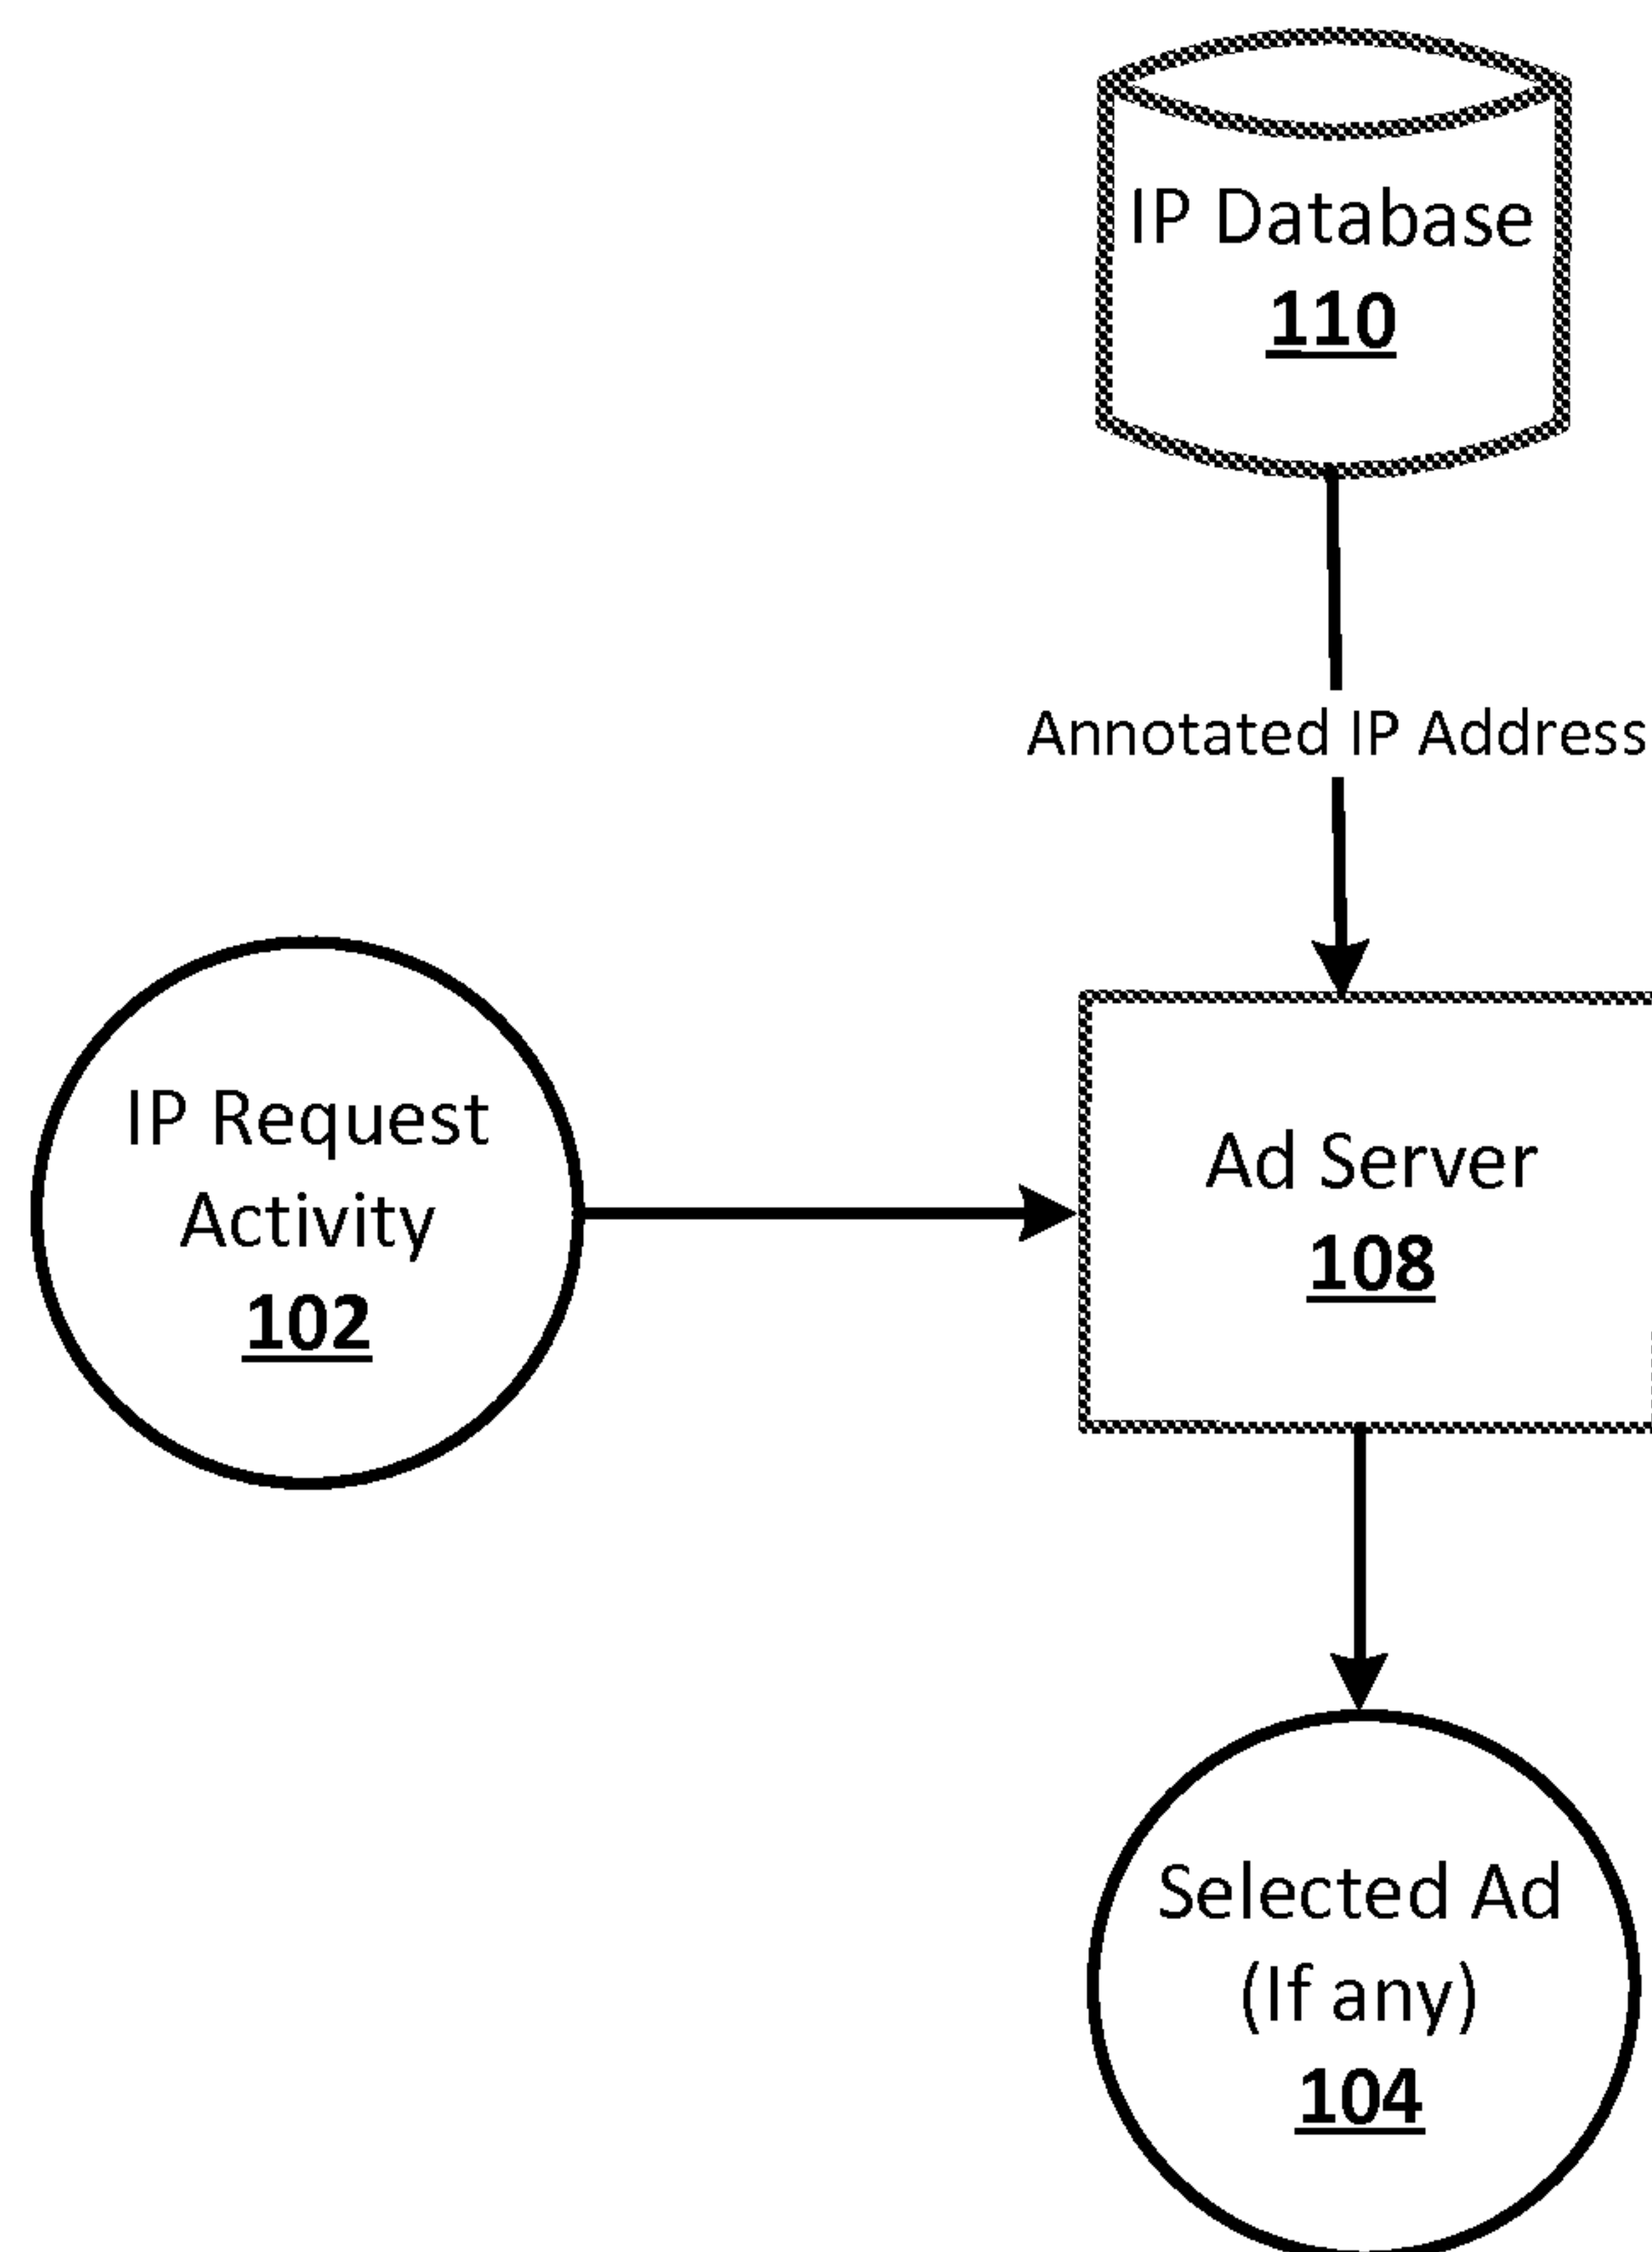 IP Database
110
Annotated IP Address
IP Request
Activity
102
Ad Server
108
Selected Ad
(If any)
104